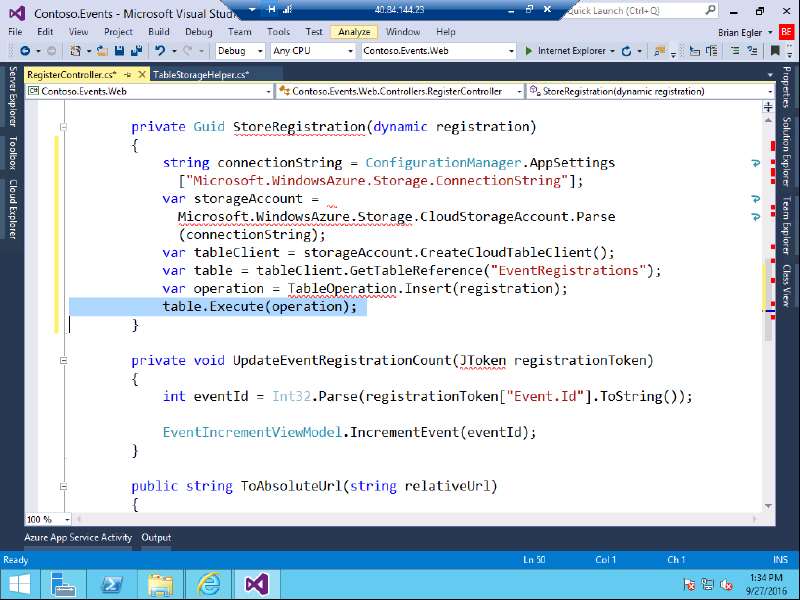 Contoso.Events - Microsoft Visual Studio
40.84.144.23
Quick Launch (Ctrl+Q)
File Edit View Project Build Debug Team Tools Test Analyze Window Help
Brian Egler BE
Debug Any CPU Contoso.Events.Web Internet Explorer
RegisterController.cs* TableStorageHelper.cs*
Contoso.Events.Web Contoso.Events.Web.Controllers.RegisterController StoreRegistration(dynamic registration)
Server Explorer
Toolbox
Cloud Explorer
private Guid StoreRegistration(dynamic registration)
{
string connectionString = ConfigurationManager.AppSettings
["Microsoft.WindowsAzure.Storage.ConnectionString"];
var storageAccount =
Microsoft.WindowsAzure.Storage.CloudStorageAccount.Parse
(connectionString);
var tableClient = storageAccount.CreateCloudTableClient();
var table = tableClient.GetTableReference("EventRegistrations");
var operation = TableOperation.Insert(registration);
table.Execute(operation);
}
private void UpdateEventRegistrationCount(JToken registrationToken)
{
int eventId = Int32.Parse(registrationToken["Event.Id"].ToString());
EventIncrementViewModel.IncrementEvent(eventId);
}
public string ToAbsoluteUrl(string relativeUrl)
{
Properties
Solution Explorer
Team Explorer
Class View
100 %
Azure App Service Activity Output
Ready Ln 50 Col 1 Ch 1 INS
1:34 PM
9/27/2016